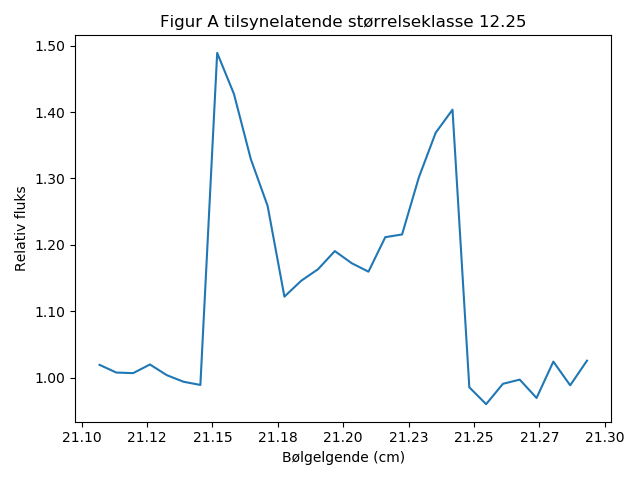 Figur A tilsynelatende størrelseklasse 12.25
1.50
1.40
1.30
1.20
1.10
1.00
Relativ fluks
21.10 21.12 21.15 21.18 21.20 21.23 21.25 21.27 21.30
Bølgelgende (cm)